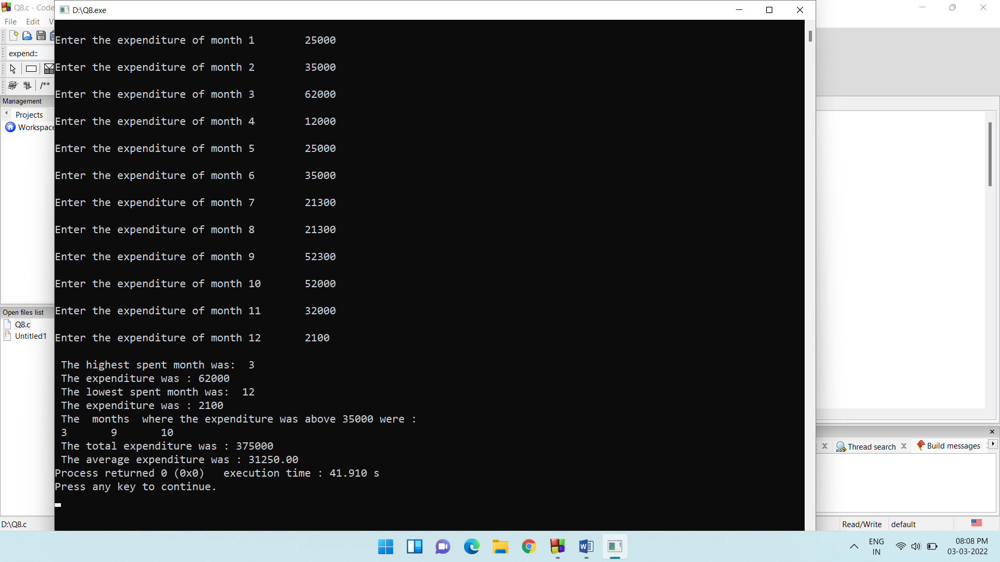 Q8.c - Code
D:\Q8.exe
File Edit V
expend::
/**
Management
Projects
Workspace
Enter the expenditure of month 1 25000
Enter the expenditure of month 2 35000
Enter the expenditure of month 3 62000
Enter the expenditure of month 4 12000
Enter the expenditure of month 5 25000
Enter the expenditure of month 6 35000
Enter the expenditure of month 7 21300
Enter the expenditure of month 8 21300
Enter the expenditure of month 9 52300
Enter the expenditure of month 10 52000
Enter the expenditure of month 11 32000
Enter the expenditure of month 12 2100
The highest spent month was: 3
The expenditure was : 62000
The lowest spent month was: 12
The expenditure was : 2100
The months where the expenditure was above 35000 were :
3 9 10
The total expenditure was : 375000
The average expenditure was : 31250.00
Process returned 0 (0x0) execution time : 41.910 s
Press any key to continue.
Open files list
Q8.c
Untitled1
Thread search
Build messages
D:\Q8.c
Read/Write default
ENG
IN
08:08 PM
03-03-2022